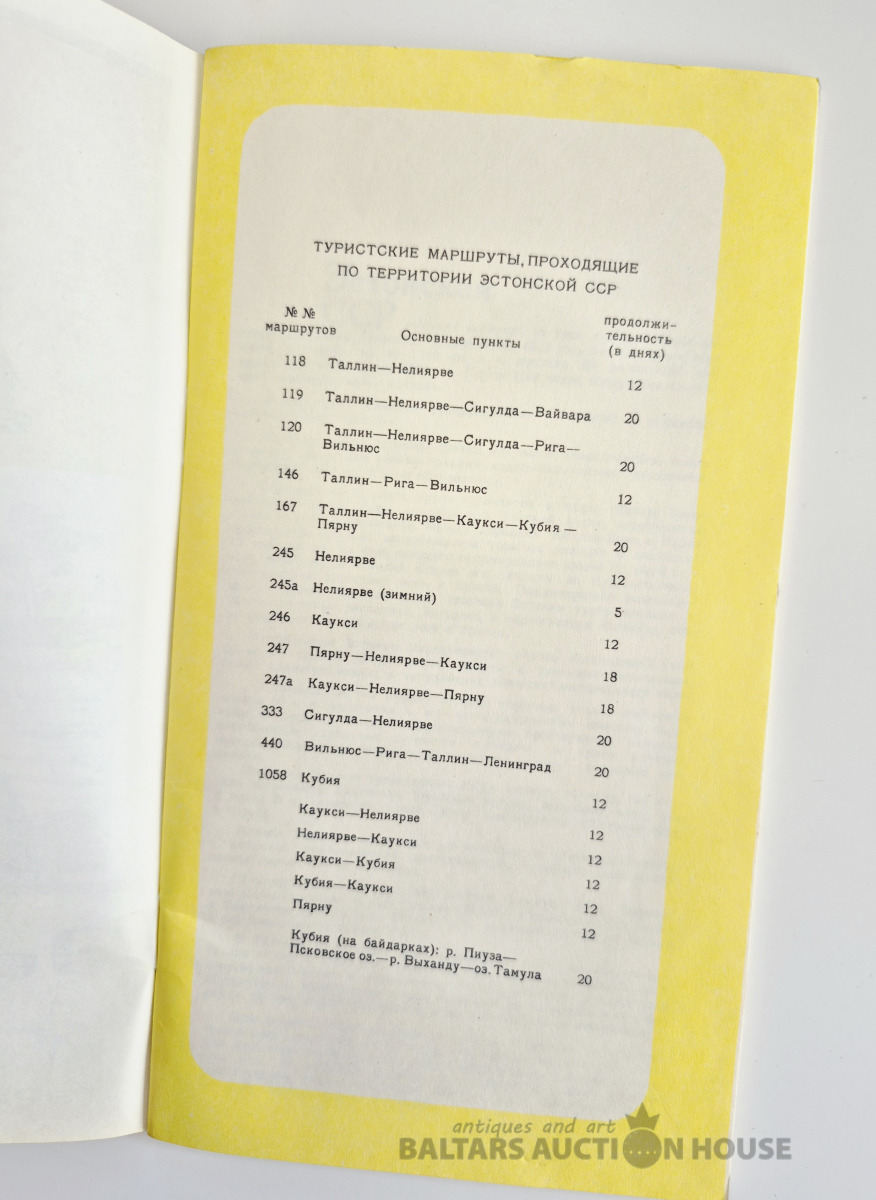 ТУРИСТСКИЕ МАРШРУТЫ, ПРОХОДЯЩИЕ
ПО ТЕРРИТОРИИ ЭСТОНСКОЙ ССР
№ № маршрутов Основные пункты продолжи-
тельность
(в днях)
118 Таллин—Нелиярве 12
119 Таллин—Нелиярве—Сигулда—Вайвара 20
120 Таллин—Нелиярве—Сигулда—Рига—
Вильнюс 20
146 Таллин—Рига—Вильнюс 12
167 Таллин—Нелиярве—Каукси—Кубия—
Пярну 20
245 Нелиярве 12
245а Нелиярве (зимний) 5
246 Каукси 12
247 Пярну—Нелиярве—Каукси 18
247а Каукси—Нелиярве—Пярну 18
333 Сигулда—Нелиярве 20
440 Вильнюс—Рига—Таллин—Ленинград 20
1058 Кубия 12
Каукси—Нелиярве 12
Нелиярве—Каукси 12
Каукси—Кубия 12
Кубия—Каукси 12
Пярну 12
Кубия (на байдарках): р. Пиуза—
Псковское оз.—р. Выханду—оз. Тамула 20
antiques and art
BALTARS AUCTION HOUSE